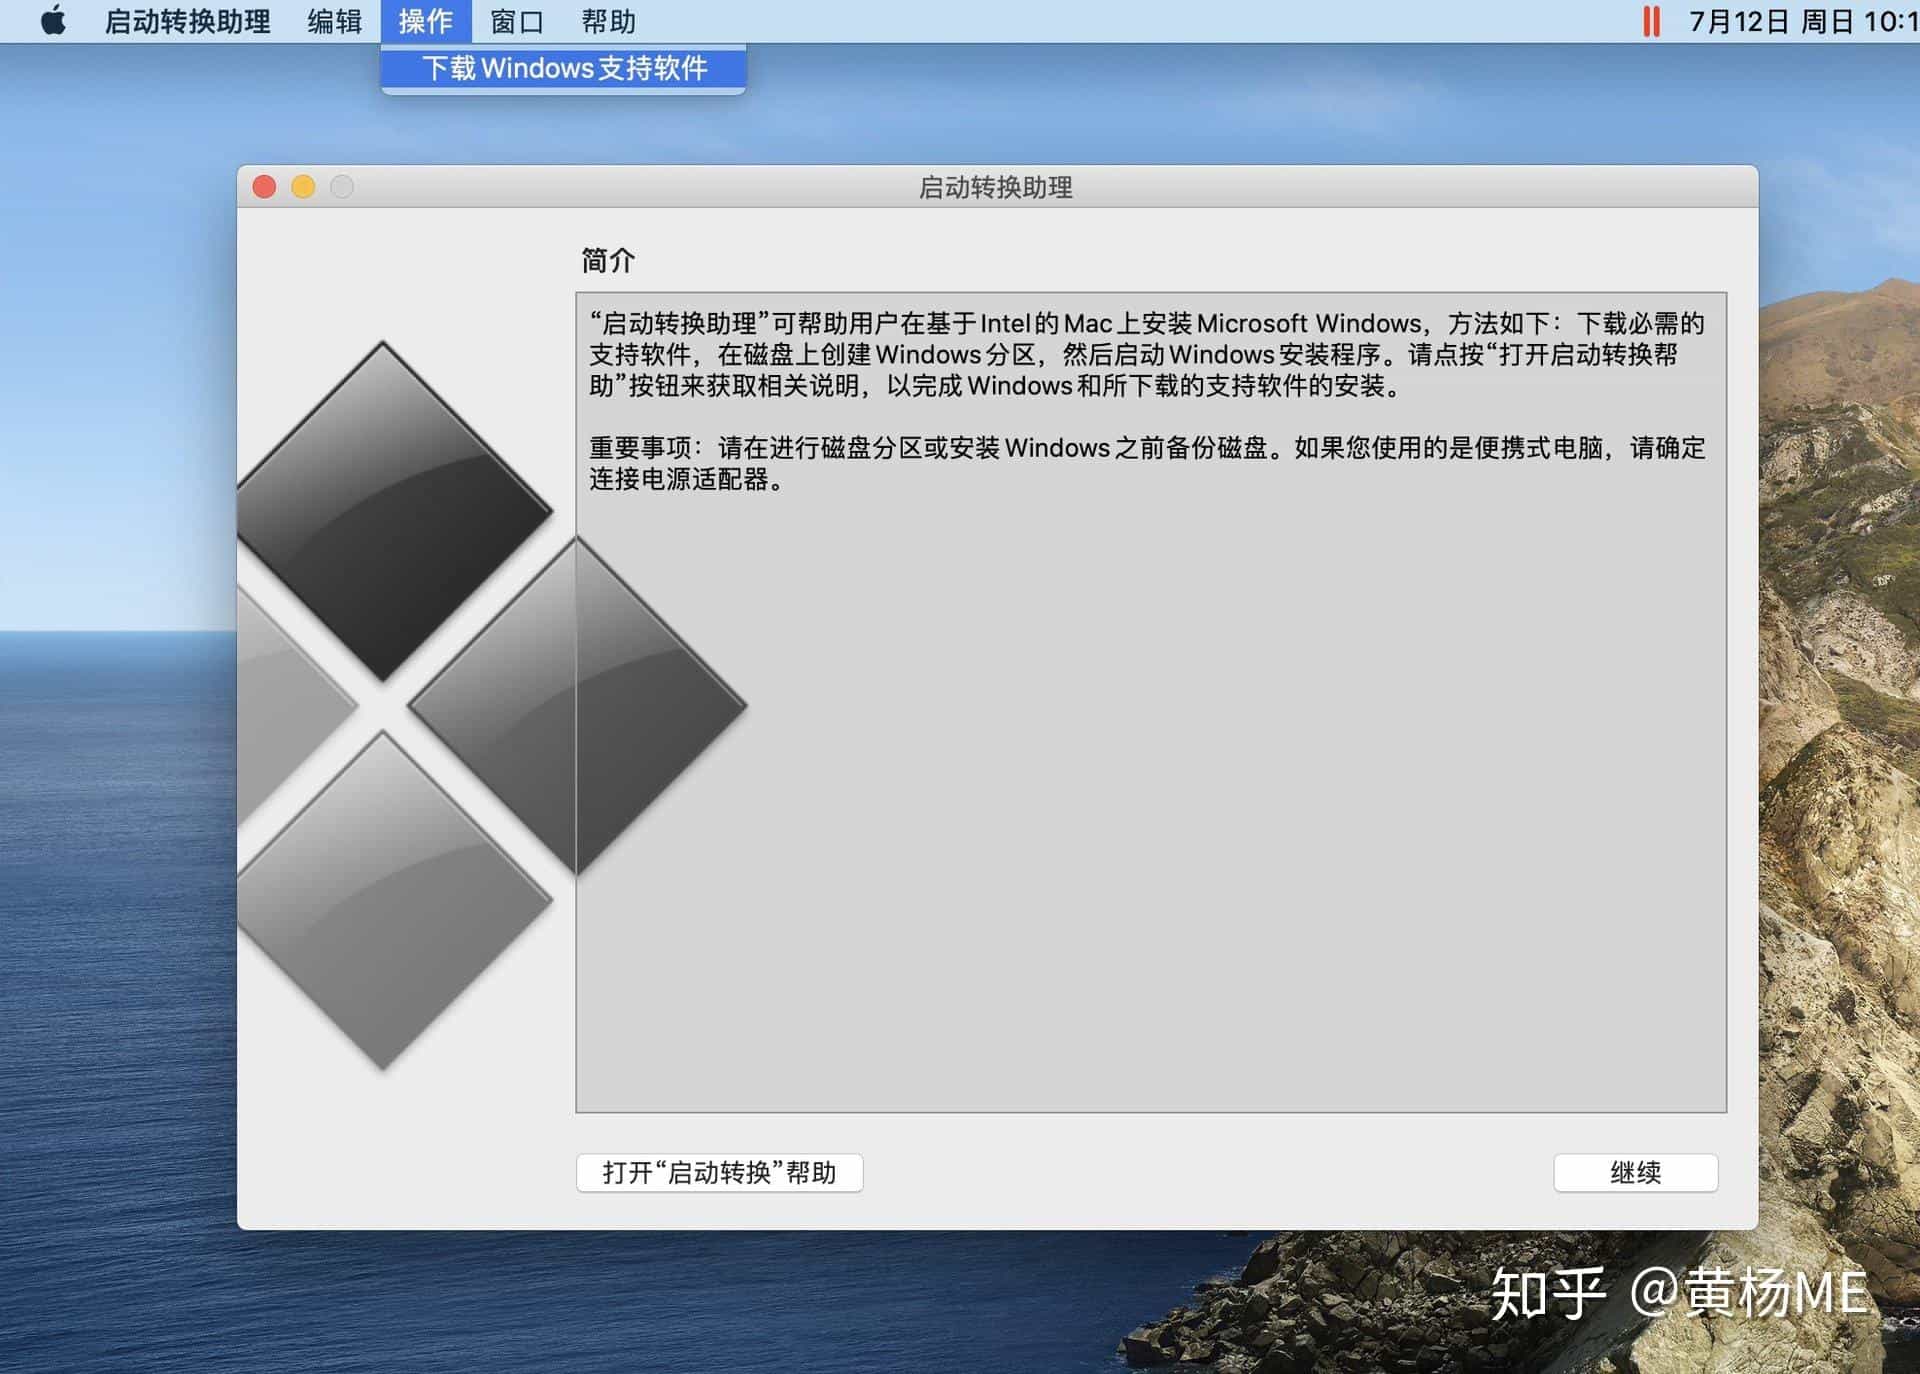 启动转换助理 编辑 操作 窗口 帮助 7月12日 周日 10:1
下载Windows支持软件
启动转换助理
简介
“启动转换助理”可帮助用户在基于Intel的Mac上安装Microsoft Windows，方法如下：下载必需的
支持软件，在磁盘上创建Windows分区，然后启动Windows安装程序。请点按“打开启动转换帮
助”按钮来获取相关说明，以完成Windows和所下载的支持软件的安装。
重要事项：请在进行磁盘分区或安装Windows之前备份磁盘。如果您使用的是便携式电脑，请确定
连接电源适配器。
打开“启动转换”帮助
继续
知乎 @黄杨ME